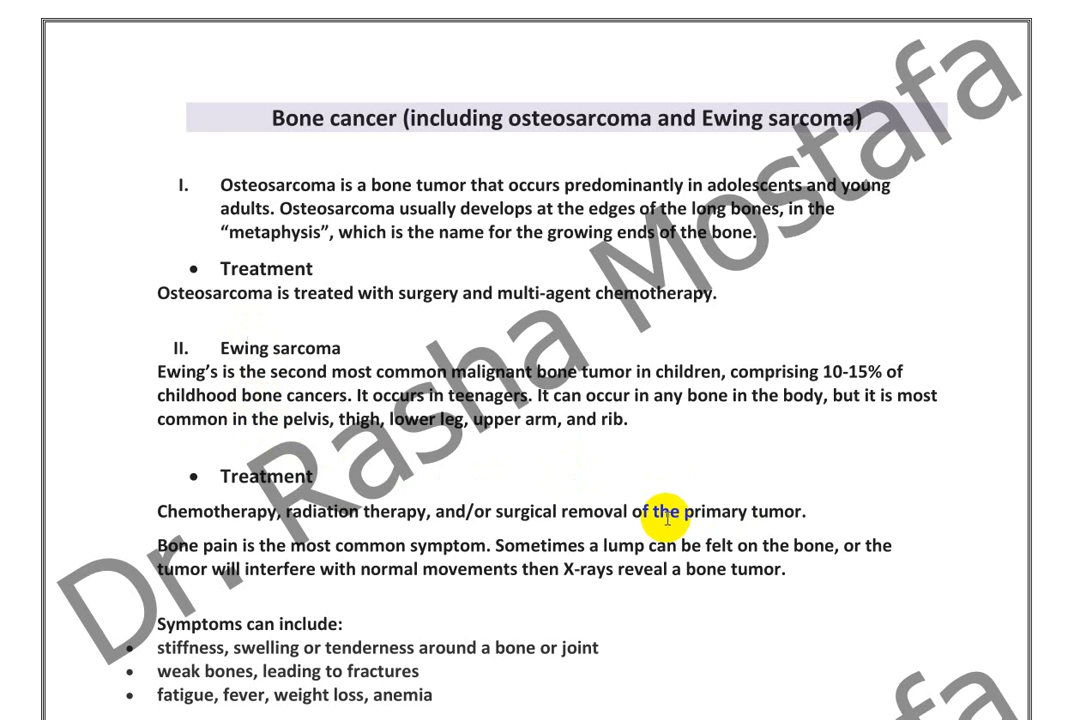 Bone cancer (including osteosarcoma and Ewing sarcoma)
I. Osteosarcoma is a bone tumor that occurs predominantly in adolescents and young
adults. Osteosarcoma usually develops at the edges of the long bones, in the
“metaphysis”, which is the name for the growing ends of the bone.
• Treatment
Osteosarcoma is treated with surgery and multi-agent chemotherapy.
II. Ewing sarcoma
Ewing’s is the second most common malignant bone tumor in children, comprising 10-15% of
childhood bone cancers. It occurs in teenagers. It can occur in any bone in the body, but it is most
common in the pelvis, thigh, lower leg, upper arm, and rib.
• Treatment
Chemotherapy, radiation therapy, and/or surgical removal of the primary tumor.
Bone pain is the most common symptom. Sometimes a lump can be felt on the bone, or the
tumor will interfere with normal movements then X-rays reveal a bone tumor.
Symptoms can include:
• stiffness, swelling or tenderness around a bone or joint
• weak bones, leading to fractures
• fatigue, fever, weight loss, anemia
Dr. Rasha Mostafa